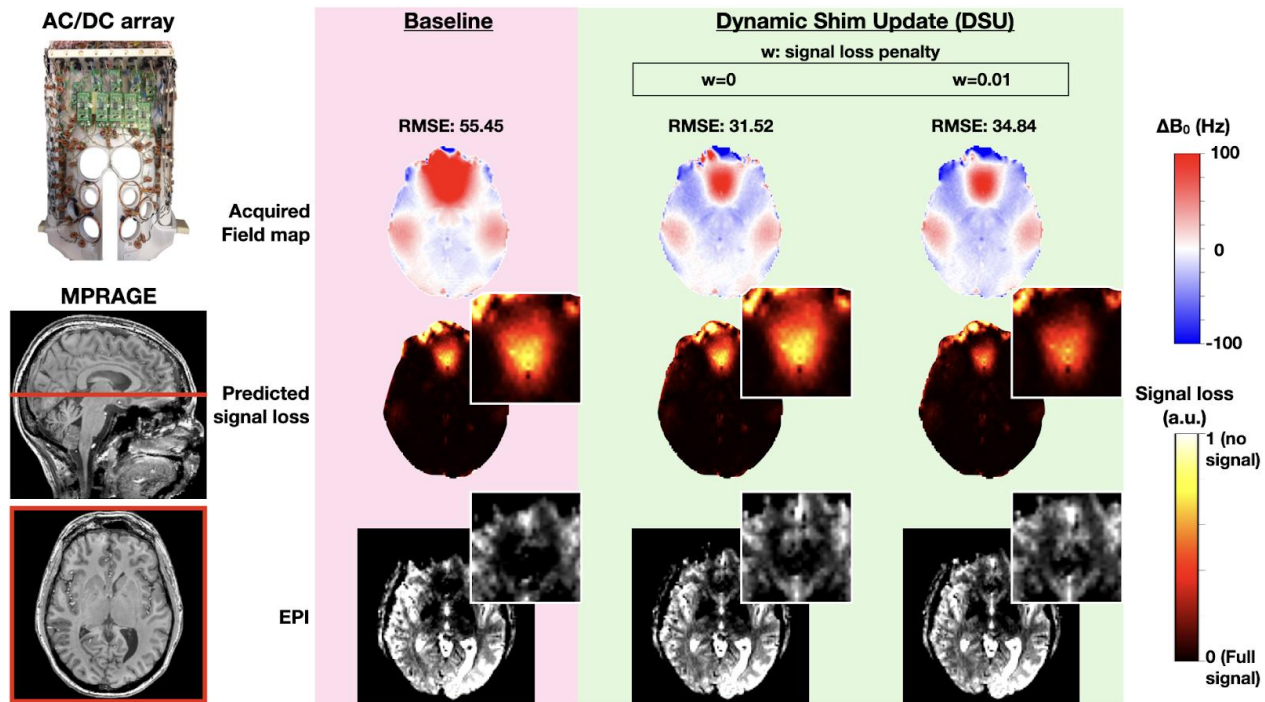 AC/DC array
Baseline
Dynamic Shim Update (DSU)
w: signal loss penalty
w=0
w=0.01
RMSE: 55.45
RMSE: 31.52
RMSE: 34.84
ΔB₀ (Hz)
100
0
-100
Acquired
Field map
MPRAGE
Predicted
signal loss
Signal loss
(a.u.)
1 (no
signal)
0 (Full
signal)
EPI